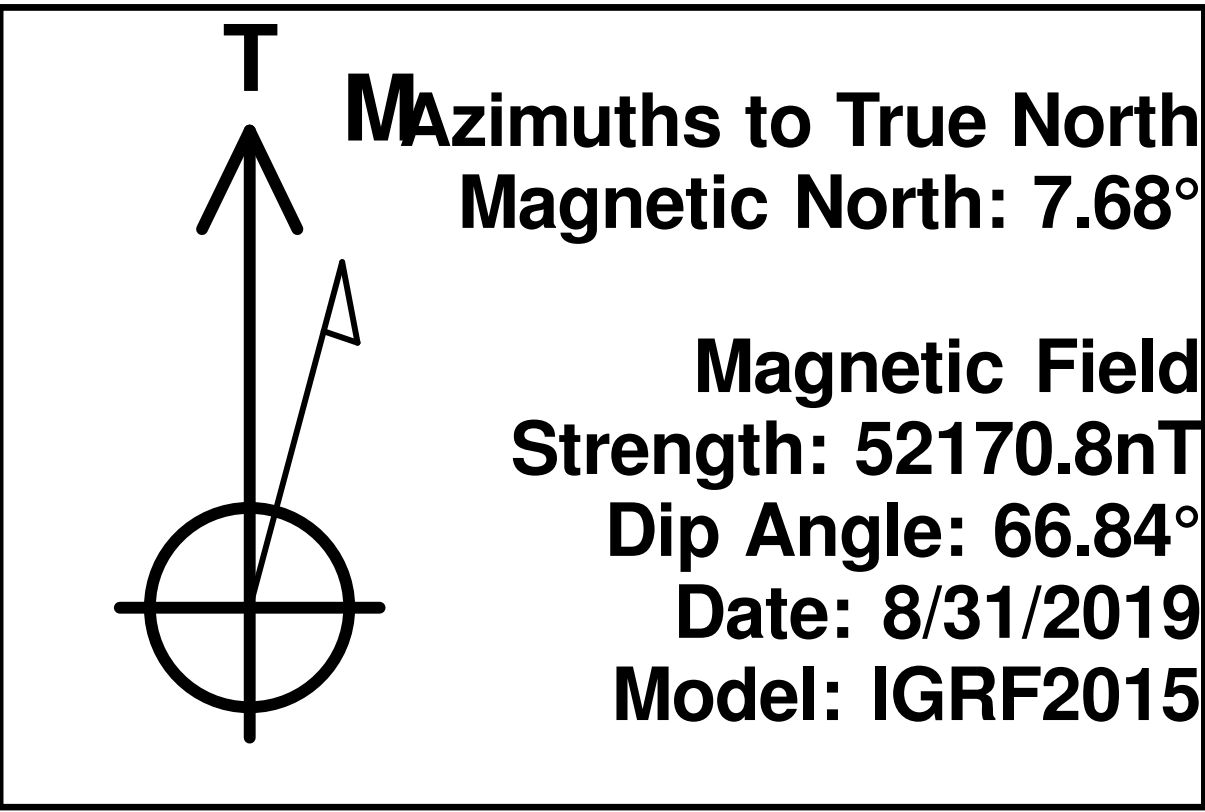 T
M
Azimuths to True North
Magnetic North: 7.68°
Magnetic Field
Strength: 52170.8nT
Dip Angle: 66.84°
Date: 8/31/2019
Model: IGRF2015